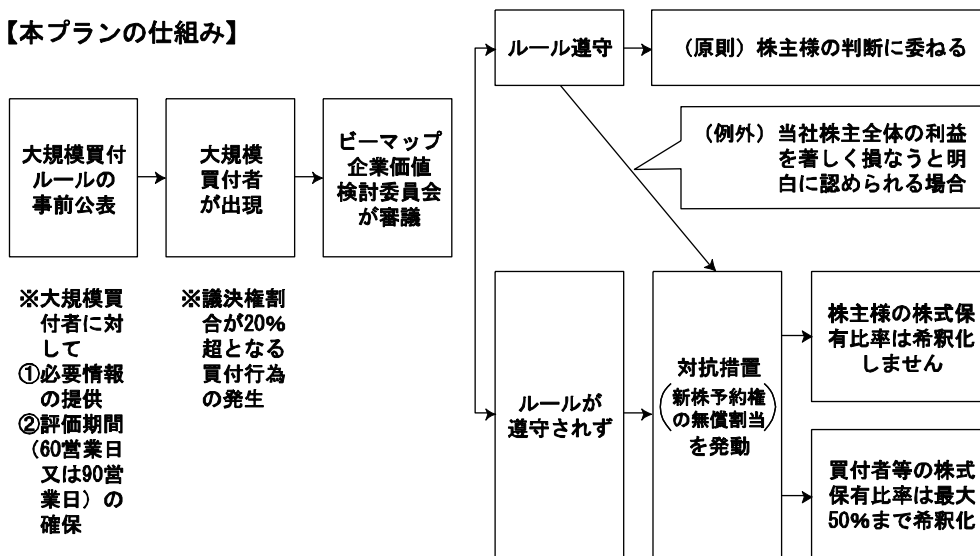 【本プランの仕組み】
大規模買付
ルールの
事前公表
大規模
買付者
が出現
ビーマップ
企業価値
検討委員会
が審議
ルール遵守
(原則)株主様の判断に委ねる
(例外)当社株主全体の利益
を著しく損なうと明
白に認められる場合
※大規模買
付者に対
して
①必要情報
の提供
②評価期間
(60営業日
又は90営
業日)の
確保
※議決権割
合が20%
超となる
買付行為
の発生
ルールが
遵守されず
対抗措置
(新株予約権
の無償割当)
を発動
株主様の株式保
有比率は希釈化
しません
買付者等の株式
保有比率は最大
50%まで希釈化